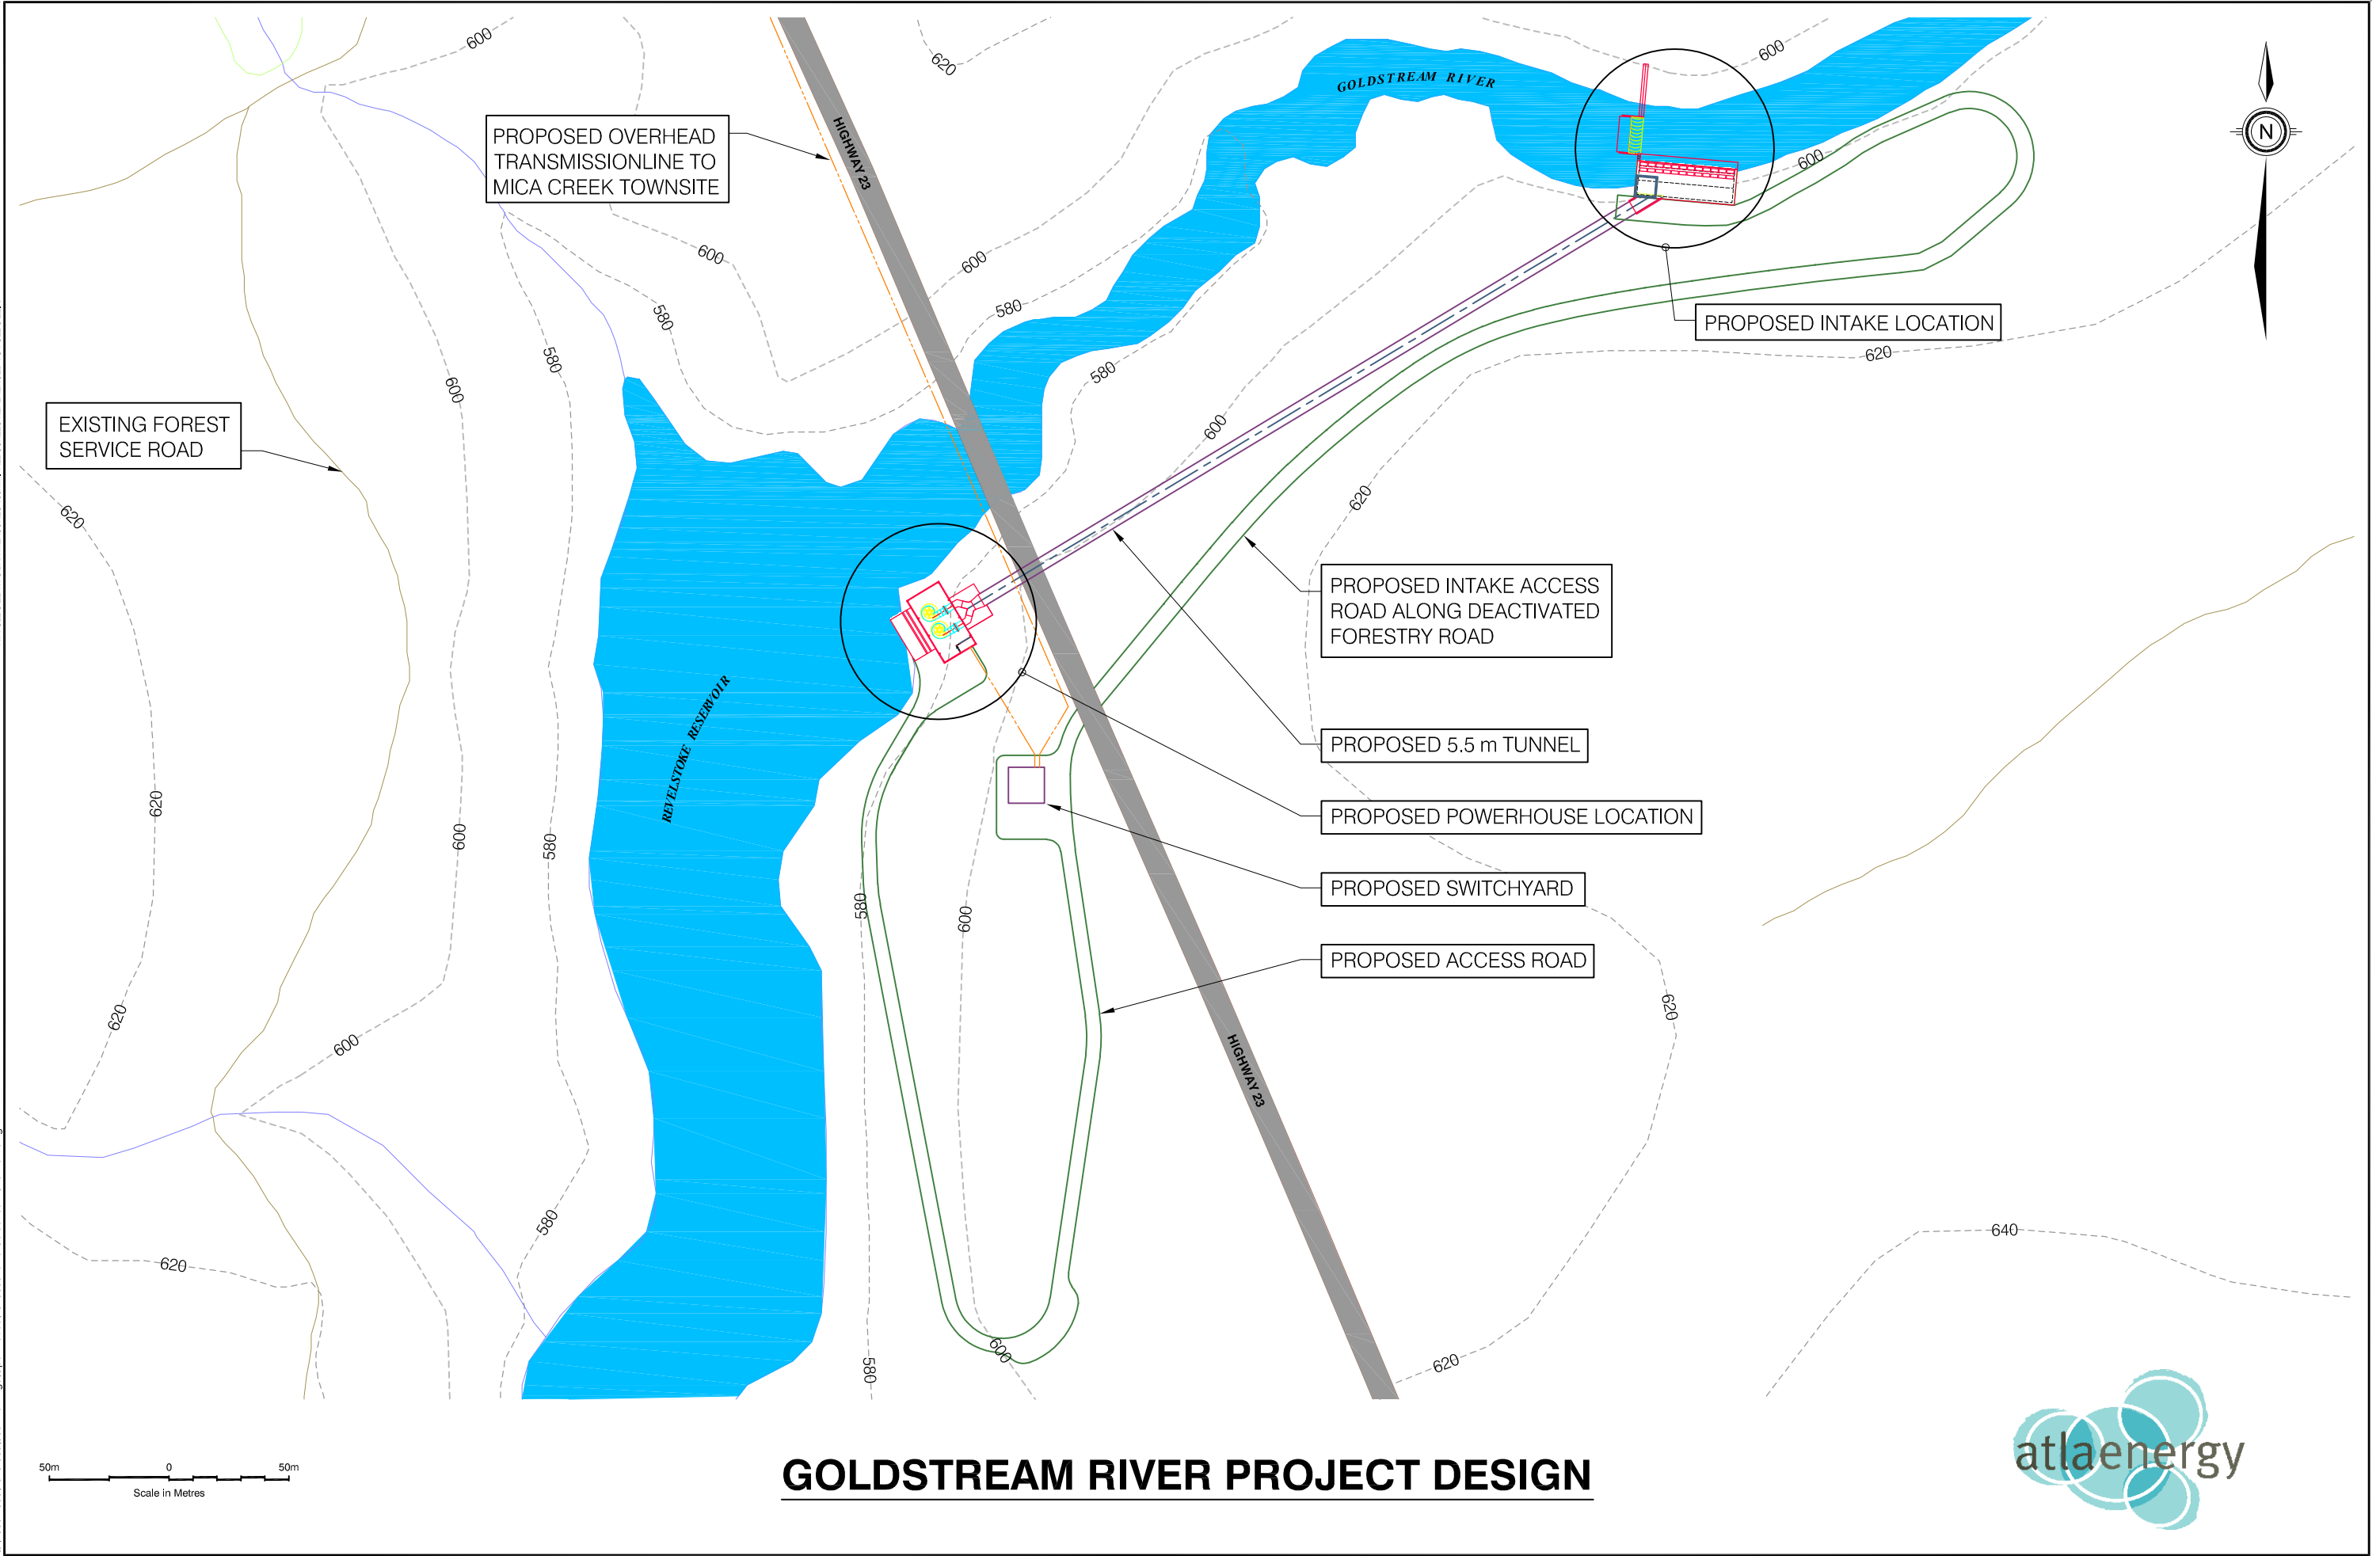 600
620
600
GOLDSTREAM RIVER
PROPOSED OVERHEAD
TRANSMISSIONLINE TO
MICA CREEK TOWNSITE
HIGHWAY 23
N
600
600
600
580
580
580
PROPOSED INTAKE LOCATION
620
580
600
EXISTING FOREST
SERVICE ROAD
600
620
620
PROPOSED INTAKE ACCESS
ROAD ALONG DEACTIVATED
FORESTRY ROAD
REVELSTOKE RESERVOIR
PROPOSED 5.5 m TUNNEL
620
600
580
PROPOSED POWERHOUSE LOCATION
580
600
PROPOSED SWITCHYARD
PROPOSED ACCESS ROAD
620
600
620
HIGHWAY 23
580
620
640
580
600
620
50m 0 50m
Scale in Metres
GOLDSTREAM RIVER PROJECT DESIGN
atlaenergy